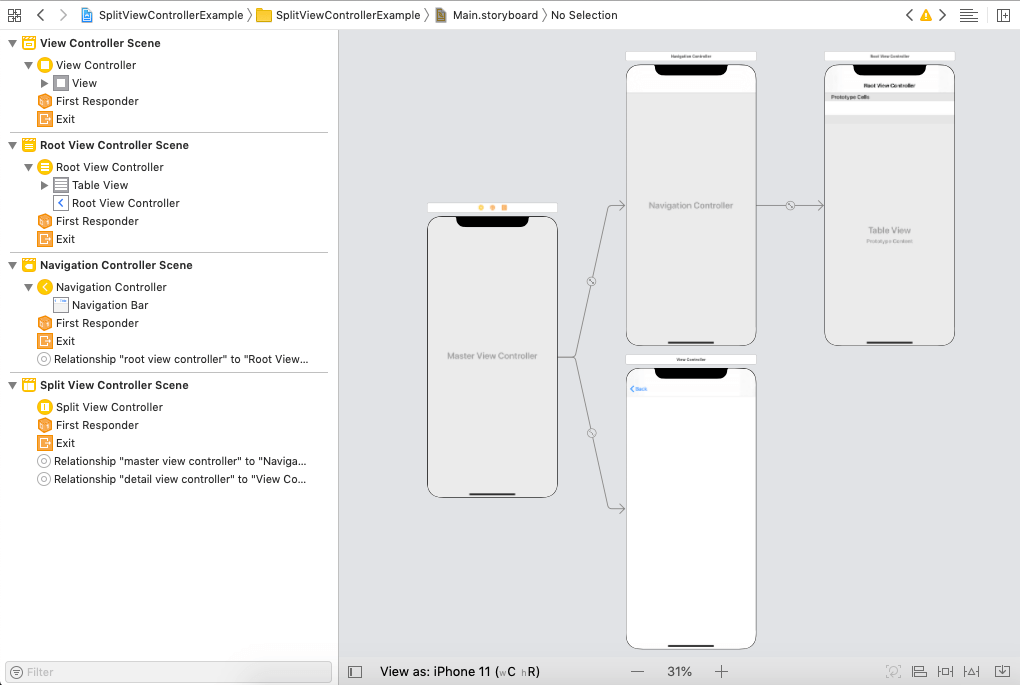 SplitViewControllerExample SplitViewControllerExample Main.storyboard No Selection
View Controller Scene
View Controller
View
First Responder
Exit
Root View Controller Scene
Root View Controller
Table View
Root View Controller
First Responder
Exit
Navigation Controller Scene
Navigation Controller
Navigation Bar
First Responder
Exit
Relationship "root view controller" to "Root View...
Split View Controller Scene
Split View Controller
First Responder
Exit
Relationship "master view controller" to "Naviga...
Relationship "detail view controller" to "View Co...
Filter
Master View Controller
Navigation Controller
Navigation Controller
Root View Controller
Root View Controller
Prototype Cells
Table View
Prototype Content
View Controller
Back
View as: iPhone 11 (wC hR)
31%